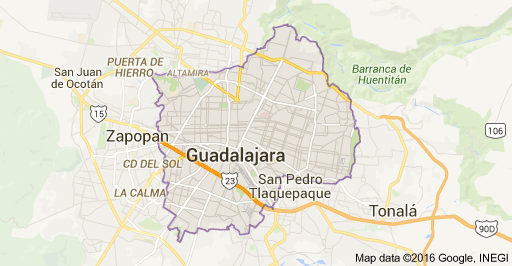 PUERTA DE
HIERRO
ALTAMIRA
San Juan
de Ocotán
Barranca de
Huentitán
15
Zapopan
106
CD DEL SOL
Guadalajara
23
San Pedro
Tlaquepaque
LA CALMA
Tonalá
90D
Map data ©2016 Google, INEGI